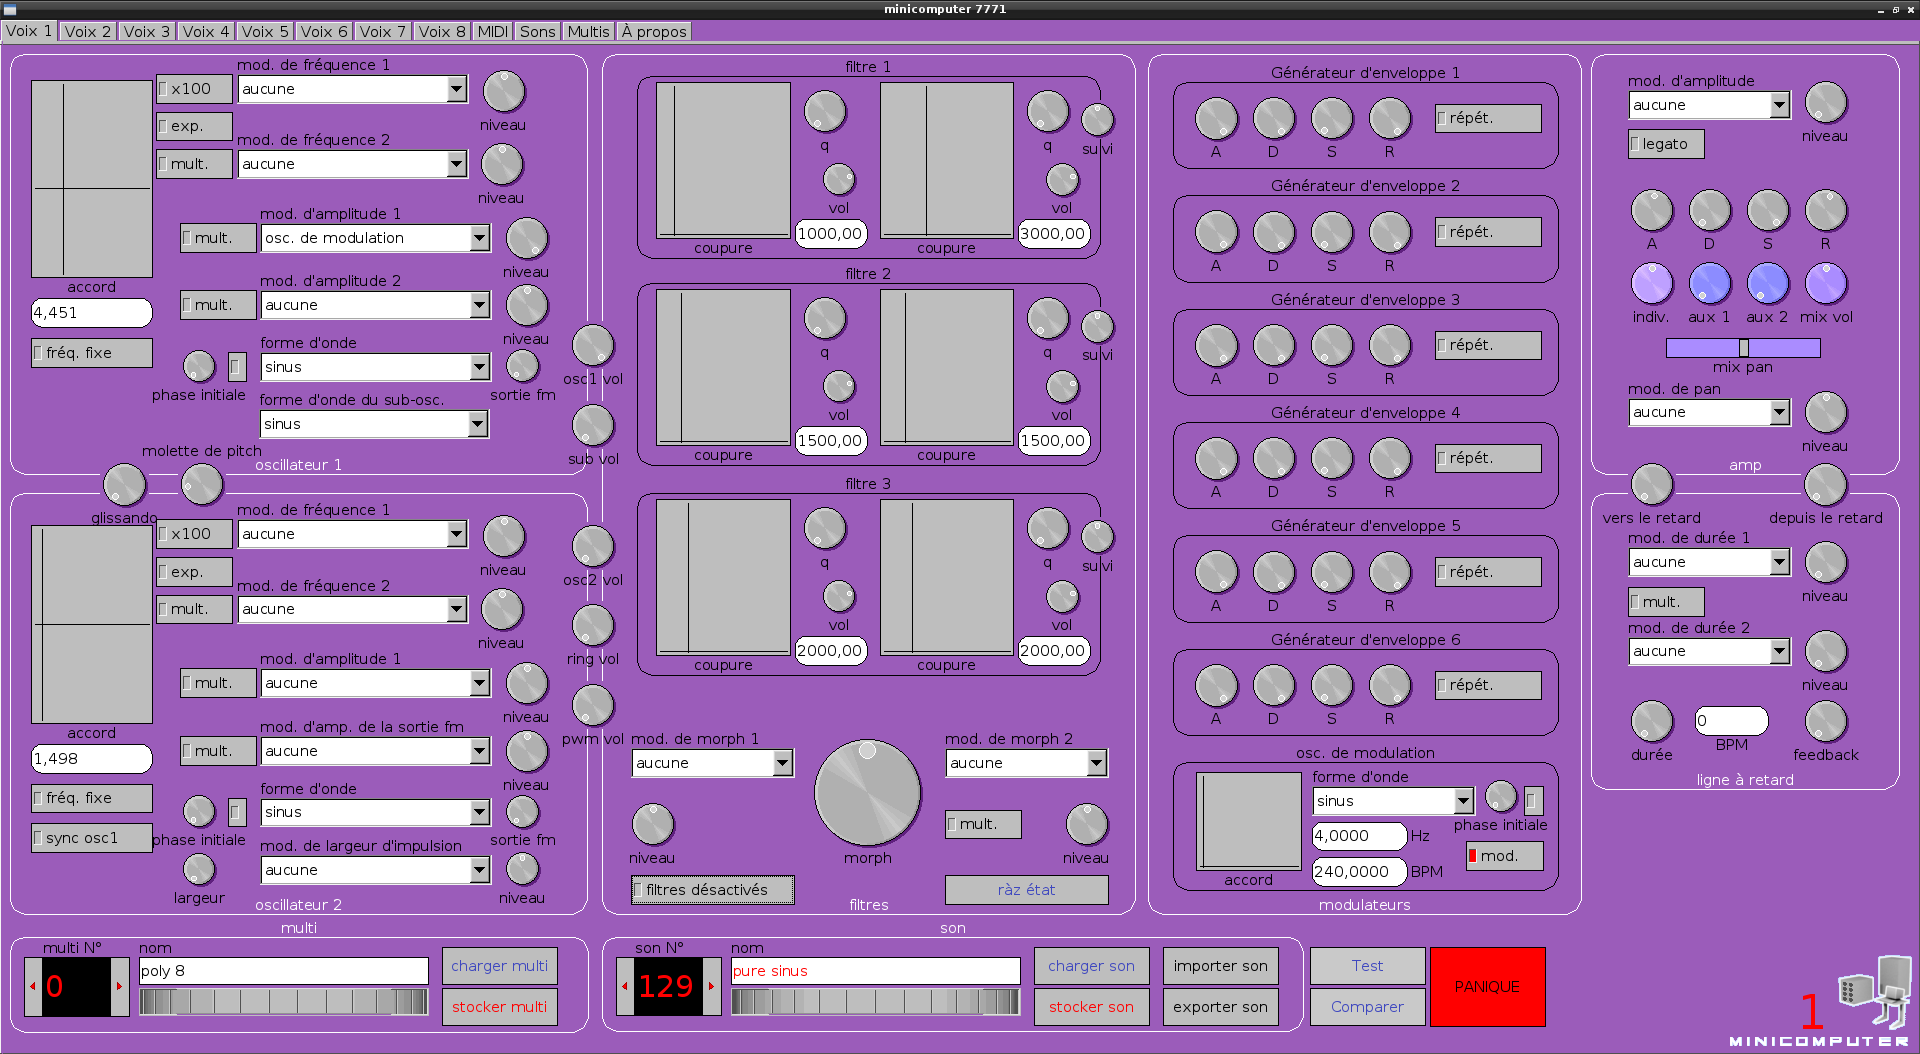 minicomputer 7771
Voix 1 Voix 2 Voix 3 Voix 4 Voix 5 Voix 6 Voix 7 Voix 8 MIDI Sons Multis À propos
mod. de fréquence 1
x100 aucune
niveau
exp.
mod. de fréquence 2
mult. aucune
niveau
mod. d'amplitude 1
mult. osc. de modulation
niveau
mod. d'amplitude 2
accord
mult. aucune
4,451
niveau
forme d'onde
fréq. fixe
sinus
phase initiale
sortie fm
forme d'onde du sub-osc.
sinus
osc1 vol
sub vol
molette de pitch
oscillateur 1
glissando
mod. de fréquence 1
x100 aucune
niveau
exp.
mod. de fréquence 2
mult. aucune
niveau
mod. d'amplitude 1
mult. aucune
niveau
mod. d'amp. de la sortie fm
accord
mult. aucune
1,498
niveau
forme d'onde
fréq. fixe
sinus
sync osc1
phase initiale
sortie fm
mod. de largeur d'impulsion
aucune
largeur
niveau
oscillateur 2
osc2 vol
ring vol
pwm vol
filtre 1
q
q
suivi
vol
vol
1000,00
3000,00
coupure
coupure
filtre 2
q
q
suivi
vol
vol
1500,00
1500,00
coupure
coupure
filtre 3
q
q
suivi
vol
vol
2000,00
2000,00
coupure
coupure
mod. de morph 1
mod. de morph 2
aucune
aucune
mult.
niveau
morph
niveau
filtres désactivés
ràz état
filtres
Générateur d'enveloppe 1
répét.
A D S R
Générateur d'enveloppe 2
répét.
A D S R
Générateur d'enveloppe 3
répét.
A D S R
Générateur d'enveloppe 4
répét.
A D S R
Générateur d'enveloppe 5
répét.
A D S R
Générateur d'enveloppe 6
répét.
A D S R
osc. de modulation
forme d'onde
sinus
phase initiale
4,0000 Hz
mod.
240,0000 BPM
accord
modulateurs
mod. d'amplitude
aucune
niveau
legato
A D S R
indiv. aux 1 aux 2 mix vol
mix pan
mod. de pan
aucune
niveau
amp
vers le retard
depuis le retard
mod. de durée 1
aucune
niveau
mult.
mod. de durée 2
aucune
niveau
0
BPM
durée
feedback
ligne à retard
multi
multi N° nom
0 poly 8
charger multi
stocker multi
son
son N° nom
129 pure sinus
charger son
stocker son
importer son
exporter son
Test
Comparer
PANIQUE
1
MINICOMPUTER